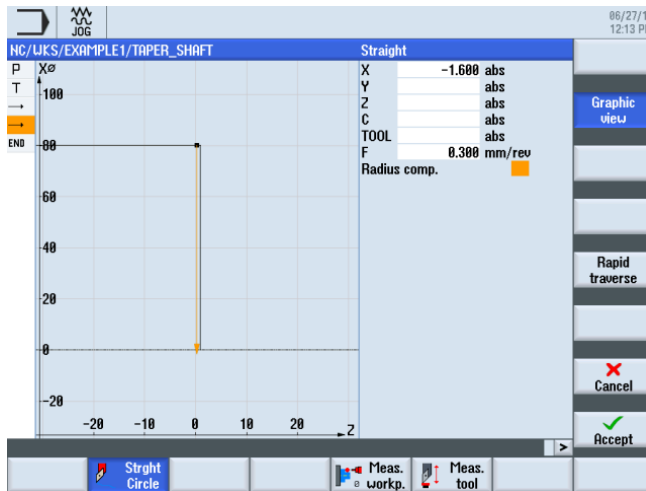 JOG
06/27/1
12:13 P
NC/WKS/EXAMPLE1/TAPER_SHAFT
Straight
P
T
END
XØ
100
80
60
40
20
0
-20
-20 -10 0 10 20 Z
X -1.600 abs
Y abs
Z abs
C abs
TOOL abs
F 0.300 mm/rev
Radius comp.
Graphic
view
Rapid
traverse
Cancel
Accept
>
Strght
Circle
Meas.
workp.
Meas.
tool